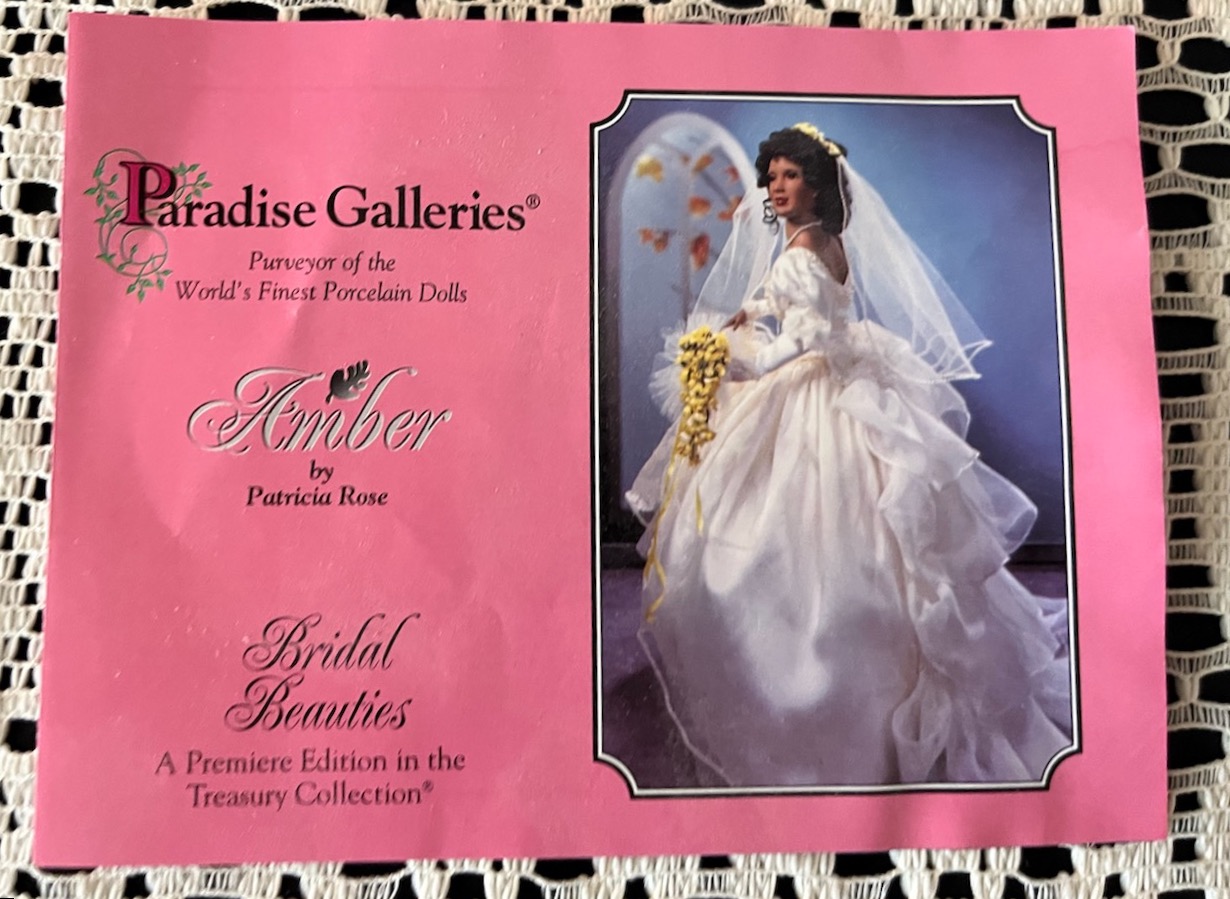 Paradise Galleries®
Purveyor of the
World's Finest Porcelain Dolls
Amber
by
Patricia Rose
Bridal
Beauties
A Premiere Edition in the
Treasury Collection®